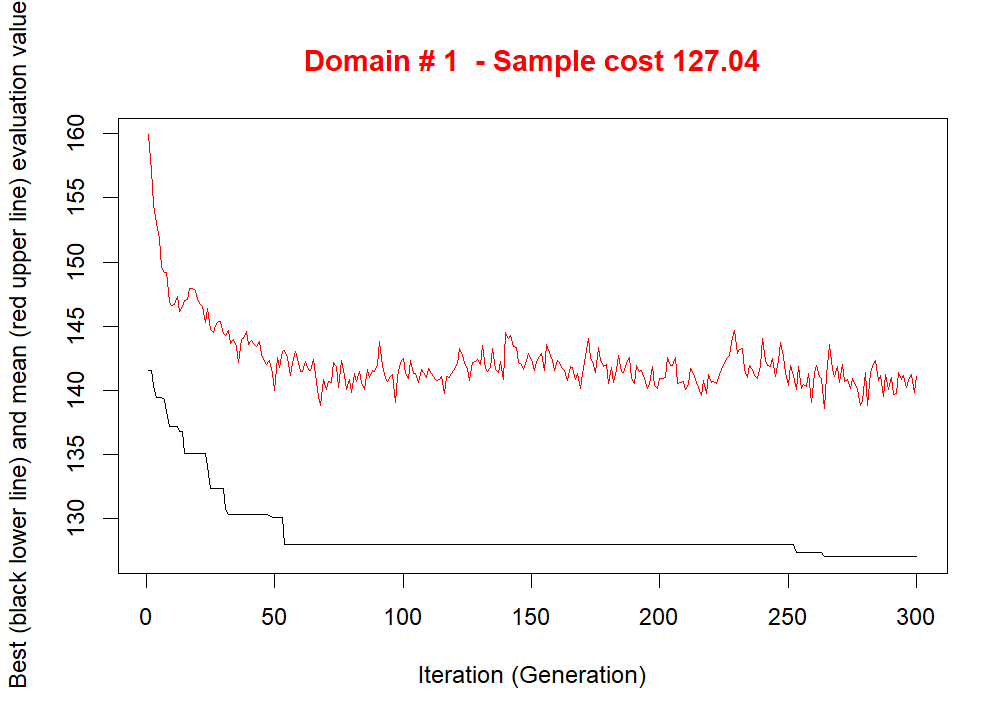 Domain # 1  - Sample cost 127.04
Best (black lower line) and mean (red upper line) evaluation value
160
155
150
145
140
135
130
0 50 100 150 200 250 300
Iteration (Generation)